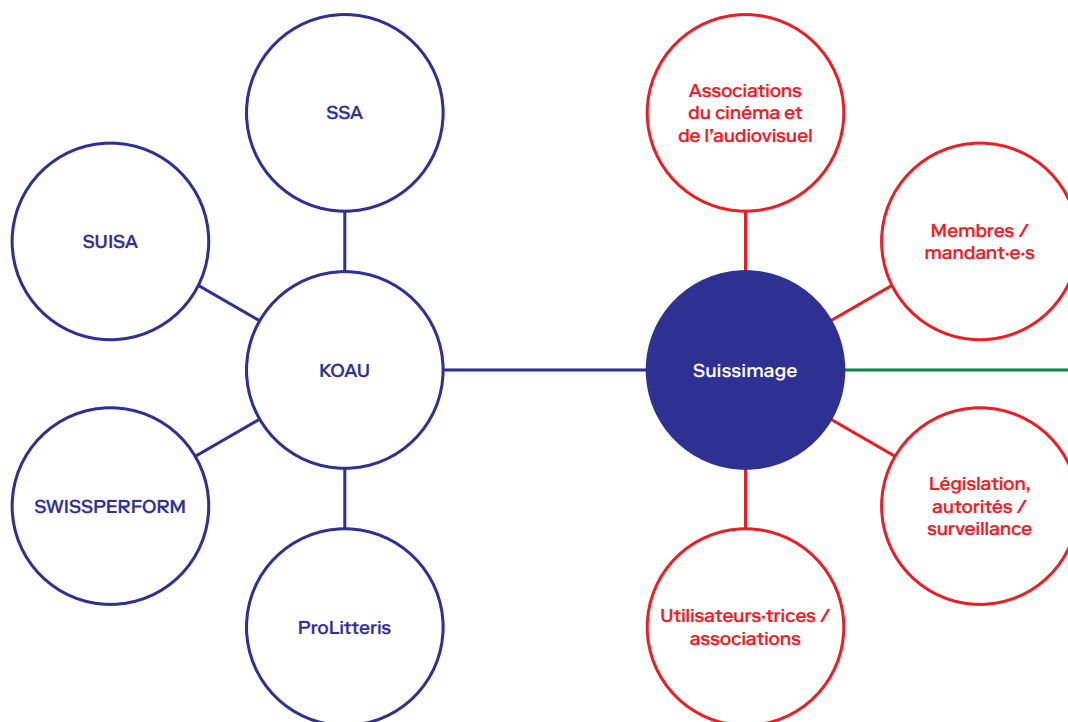 SSA
Associations
du cinéma et
de l’audiovisuel
SUISA
Membres /
mandant·e·s
KOAU
Suissimage
SWISSPERFORM
Législation,
autorités /
surveillance
ProLitteris
Utilisateurs·trices /
associations